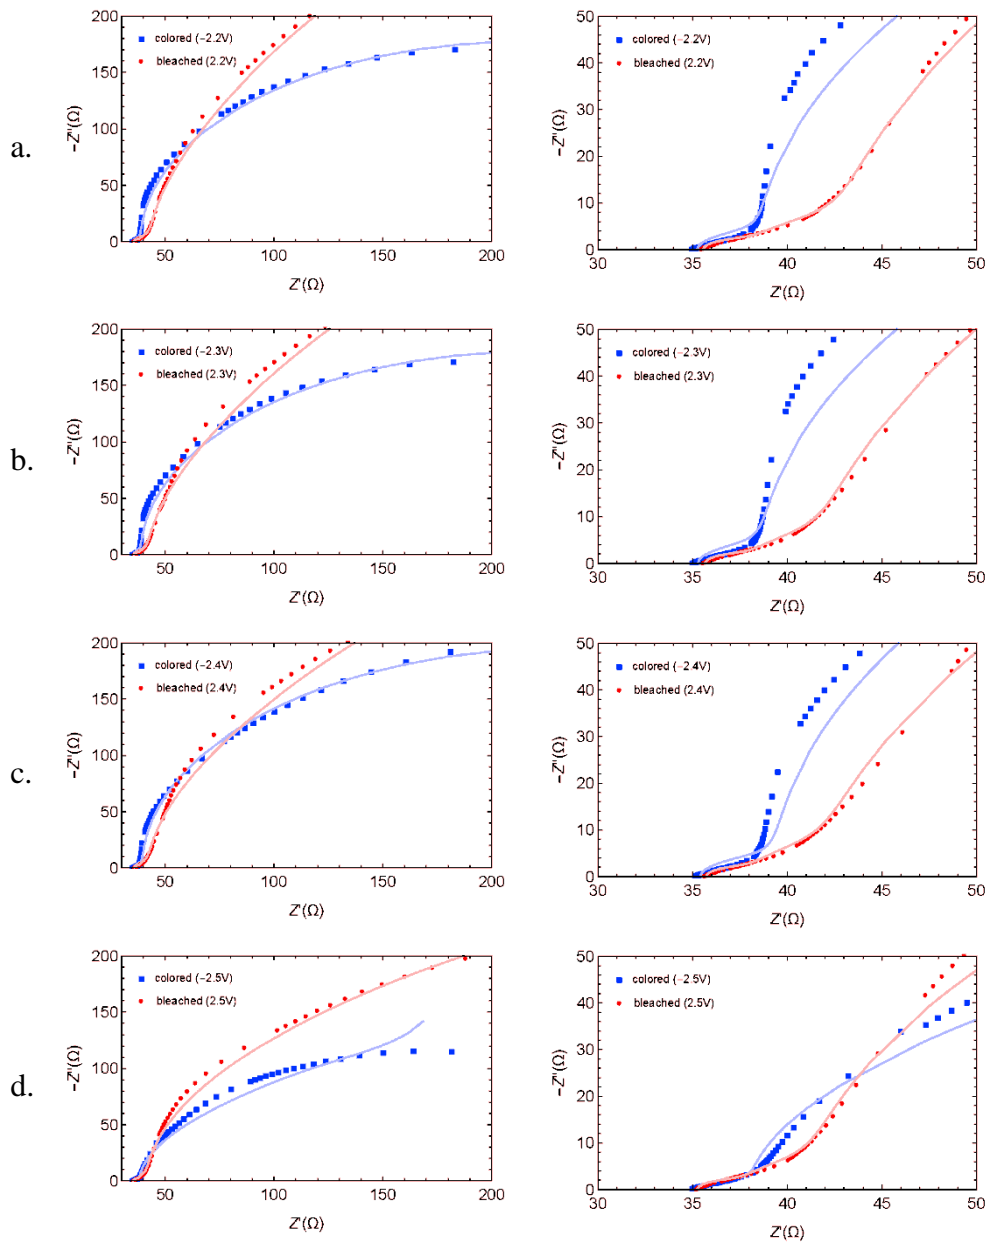 a.
200
150
100
50
0
-Z''(Ω)
colored (−2.2V)
bleached (2.2V)
50 100 150 200
Z'(Ω)
50
40
30
20
10
0
-Z''(Ω)
colored (−2.2V)
bleached (2.2V)
30 35 40 45 50
Z'(Ω)
b.
200
150
100
50
0
-Z''(Ω)
colored (−2.3V)
bleached (2.3V)
50 100 150 200
Z'(Ω)
50
40
30
20
10
0
-Z''(Ω)
colored (−2.3V)
bleached (2.3V)
30 35 40 45 50
Z'(Ω)
c.
200
150
100
50
0
-Z''(Ω)
colored (−2.4V)
bleached (2.4V)
50 100 150 200
Z'(Ω)
50
40
30
20
10
0
-Z''(Ω)
colored (−2.4V)
bleached (2.4V)
30 35 40 45 50
Z'(Ω)
d.
200
150
100
50
0
-Z''(Ω)
colored (−2.5V)
bleached (2.5V)
50 100 150 200
Z'(Ω)
50
40
30
20
10
0
-Z''(Ω)
colored (−2.5V)
bleached (2.5V)
30 35 40 45 50
Z'(Ω)